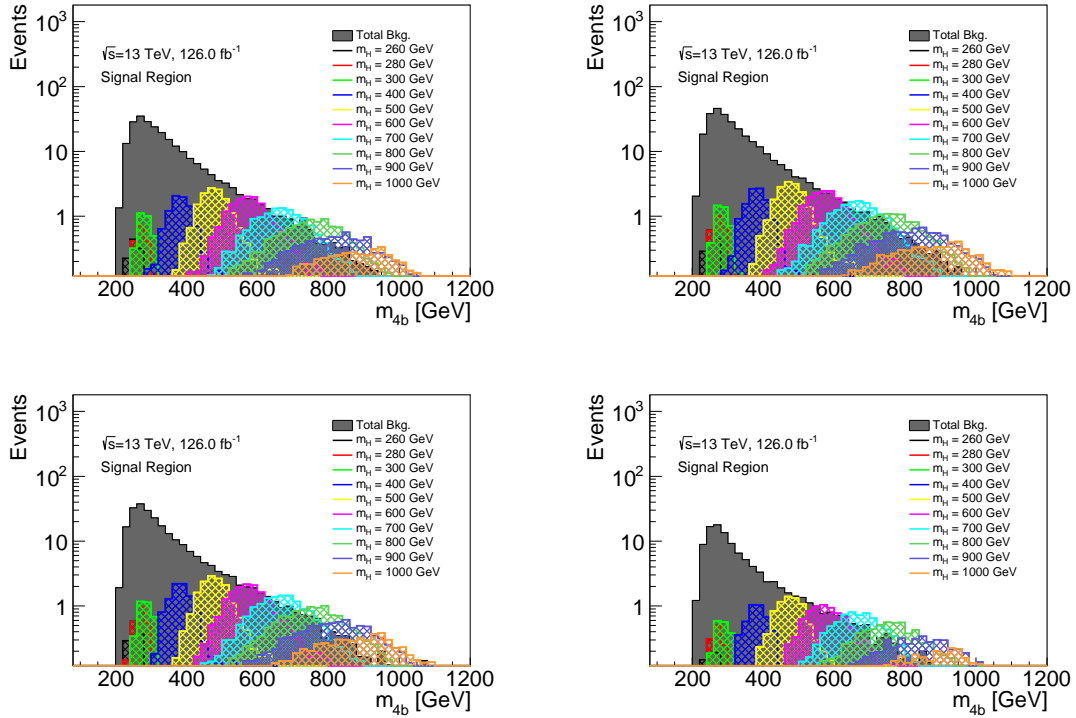 Events
10³
10²
10
1
√s=13 TeV, 126.0 fb⁻¹
Signal Region
Total Bkg.
m_H = 260 GeV
m_H = 280 GeV
m_H = 300 GeV
m_H = 400 GeV
m_H = 500 GeV
m_H = 600 GeV
m_H = 700 GeV
m_H = 800 GeV
m_H = 900 GeV
m_H = 1000 GeV
200 400 600 800 1000 1200
m_4b [GeV]
Events
10³
10²
10
1
√s=13 TeV, 126.0 fb⁻¹
Signal Region
Total Bkg.
m_H = 260 GeV
m_H = 280 GeV
m_H = 300 GeV
m_H = 400 GeV
m_H = 500 GeV
m_H = 600 GeV
m_H = 700 GeV
m_H = 800 GeV
m_H = 900 GeV
m_H = 1000 GeV
200 400 600 800 1000 1200
m_4b [GeV]
Events
10³
10²
10
1
√s=13 TeV, 126.0 fb⁻¹
Signal Region
Total Bkg.
m_H = 260 GeV
m_H = 280 GeV
m_H = 300 GeV
m_H = 400 GeV
m_H = 500 GeV
m_H = 600 GeV
m_H = 700 GeV
m_H = 800 GeV
m_H = 900 GeV
m_H = 1000 GeV
200 400 600 800 1000 1200
m_4b [GeV]
Events
10³
10²
10
1
√s=13 TeV, 126.0 fb⁻¹
Signal Region
Total Bkg.
m_H = 260 GeV
m_H = 280 GeV
m_H = 300 GeV
m_H = 400 GeV
m_H = 500 GeV
m_H = 600 GeV
m_H = 700 GeV
m_H = 800 GeV
m_H = 900 GeV
m_H = 1000 GeV
200 400 600 800 1000 1200
m_4b [GeV]